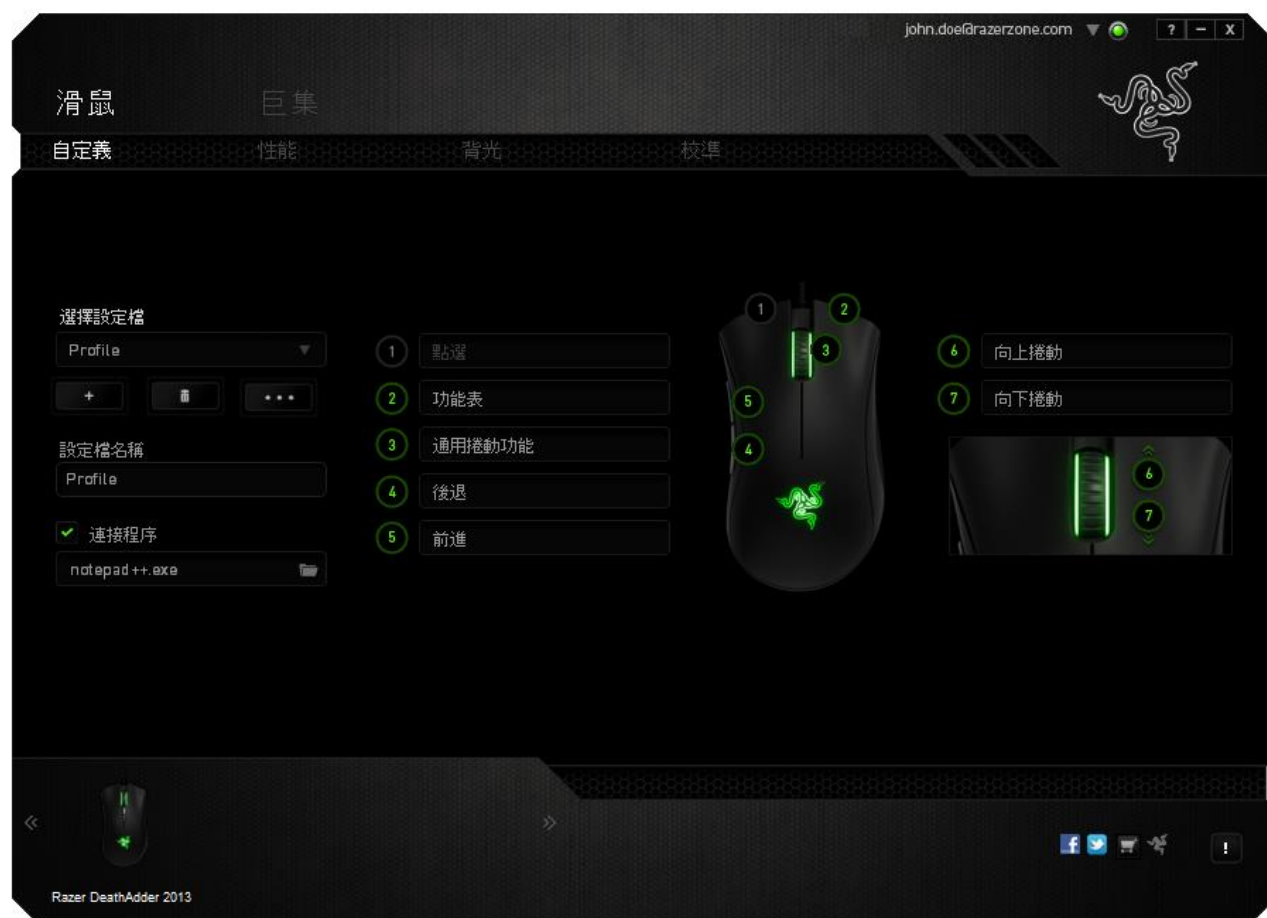 john.doe@razerzone.com
? – X
滑鼠 巨集
自定義 性能 背光 校準
選擇設定檔
Profile
+ •••
設定檔名稱
Profile
連接程序
notepad++.exe
1 點選
2 功能表
3 通用捲動功能
4 後退
5 前進
1 2
3
5
4
6 向上捲動
7 向下捲動
6
7
Razer DeathAdder 2013
f
!